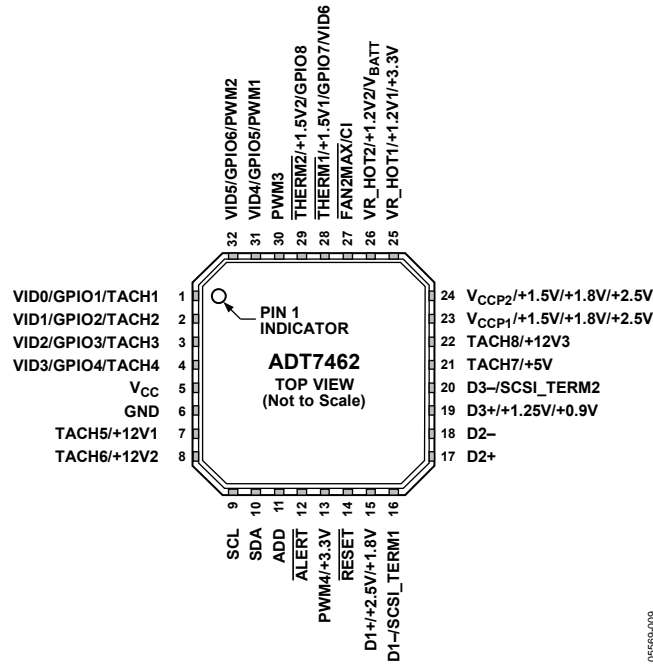 VID5/GPIO6/PWM2
VID4/GPIO5/PWM1
PWM3
THERM2/+1.5V2/GPIO8
THERM1/+1.5V1/GPIO7/VID6
FAN2MAX/CI
VR_HOT2/+1.2V2/VBATT
VR_HOT1/+1.2V1/+3.3V
32 31 30 29 28 27 26 25
VID0/GPIO1/TACH1 1
VID1/GPIO2/TACH2 2
VID2/GPIO3/TACH3 3
VID3/GPIO4/TACH4 4
VCC 5
GND 6
TACH5/+12V1 7
TACH6/+12V2 8
PIN 1
INDICATOR
ADT7462
TOP VIEW
(Not to Scale)
24 VCCP2/+1.5V/+1.8V/+2.5V
23 VCCP1/+1.5V/+1.8V/+2.5V
22 TACH8/+12V3
21 TACH7/+5V
20 D3–/SCSI_TERM2
19 D3+/+1.25V/+0.9V
18 D2–
17 D2+
9 10 11 12 13 14 15 16
SCL
SDA
ADD
ALERT
PWM4/+3.3V
RESET
D1+/+2.5V/+1.8V
D1–/SCSI_TERM1
05569-009